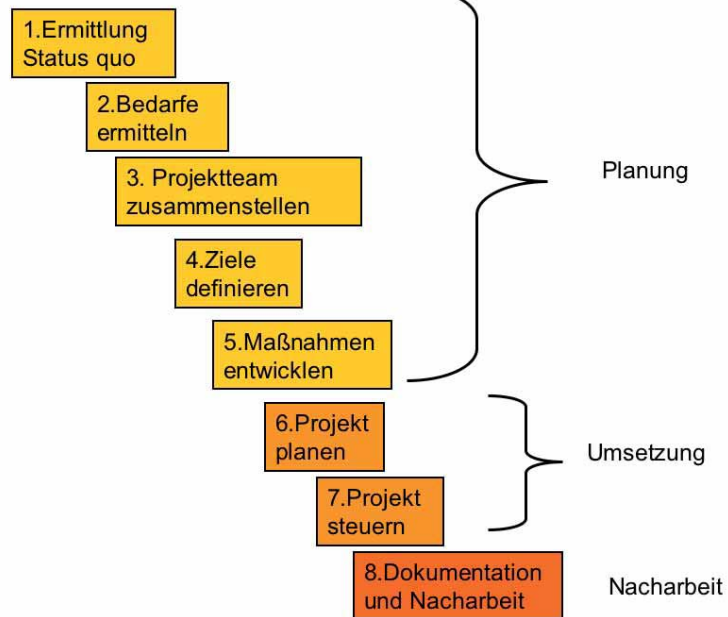 1.Ermittlung
Status quo
2.Bedarfe
ermitteln
3. Projektteam
zusammenstellen
4.Ziele
definieren
5.Maßnahmen
entwicklen
Planung
6.Projekt
planen
7.Projekt
steuern
Umsetzung
8.Dokumentation
und Nacharbeit
Nacharbeit